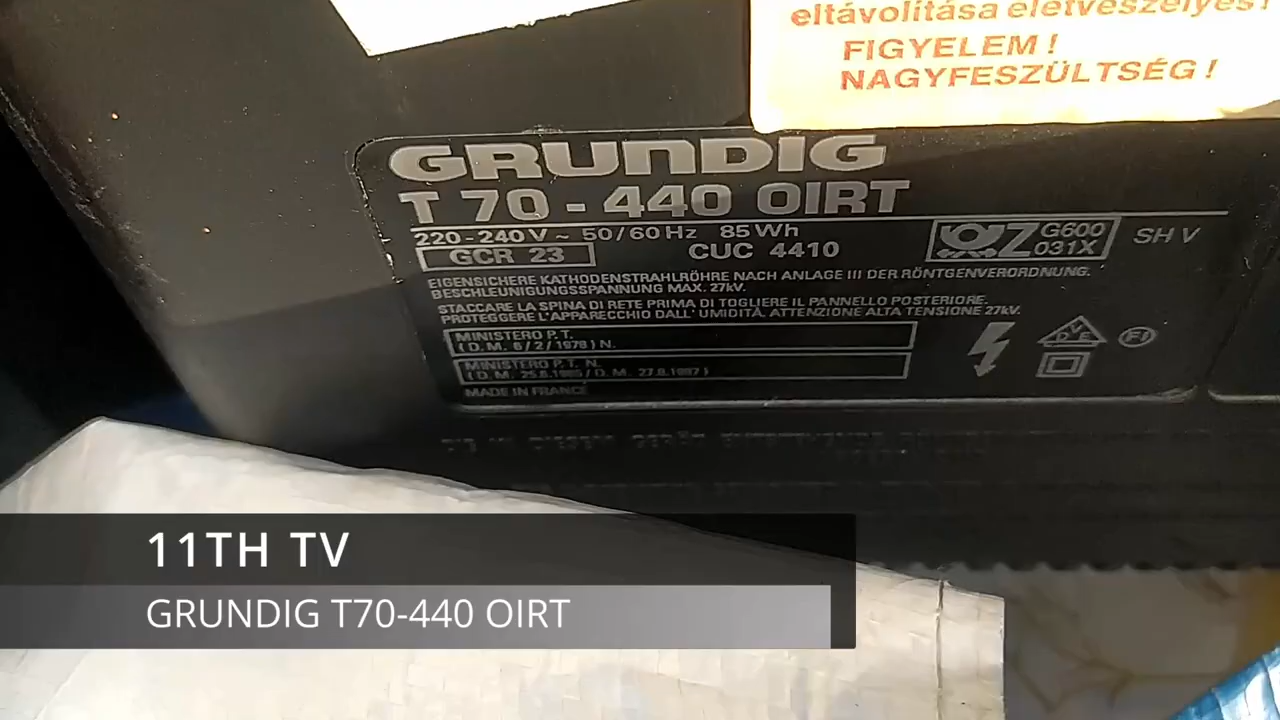 eltávolítása életveszélyes!
FIGYELEM!
NAGYFESZÜLTSÉG!
GRUNDIG
T 70 - 440 OIRT
220-240V ~ 50/60Hz 85Wh
GCR 23
CUC 4410
Z G600
031X
SH V
EIGENSICHERE KATHODENSTRAHLRÖHRE NACH ANLAGE III DER RÖNTGENVERORDNUNG.
BESCHLEUNIGUNGSSPANNUNG MAX. 27kV.
STACCARE LA SPINA DI RETE PRIMA DI TOGLIERE IL PANNELLO POSTERIORE.
PROTEGGERE L'APPARECCHIO DALL' UMIDITÀ. ATTENZIONE ALTA TENSIONE 27kV.
MINISTERO P.T.
(D.M. 6/2/1978) N.
MINISTERO P.T. N.
(D.M. 25.6.1985/D.M. 27.8.1987)
VDE
FI
MADE IN FRANCE
11TH TV
GRUNDIG T70-440 OIRT